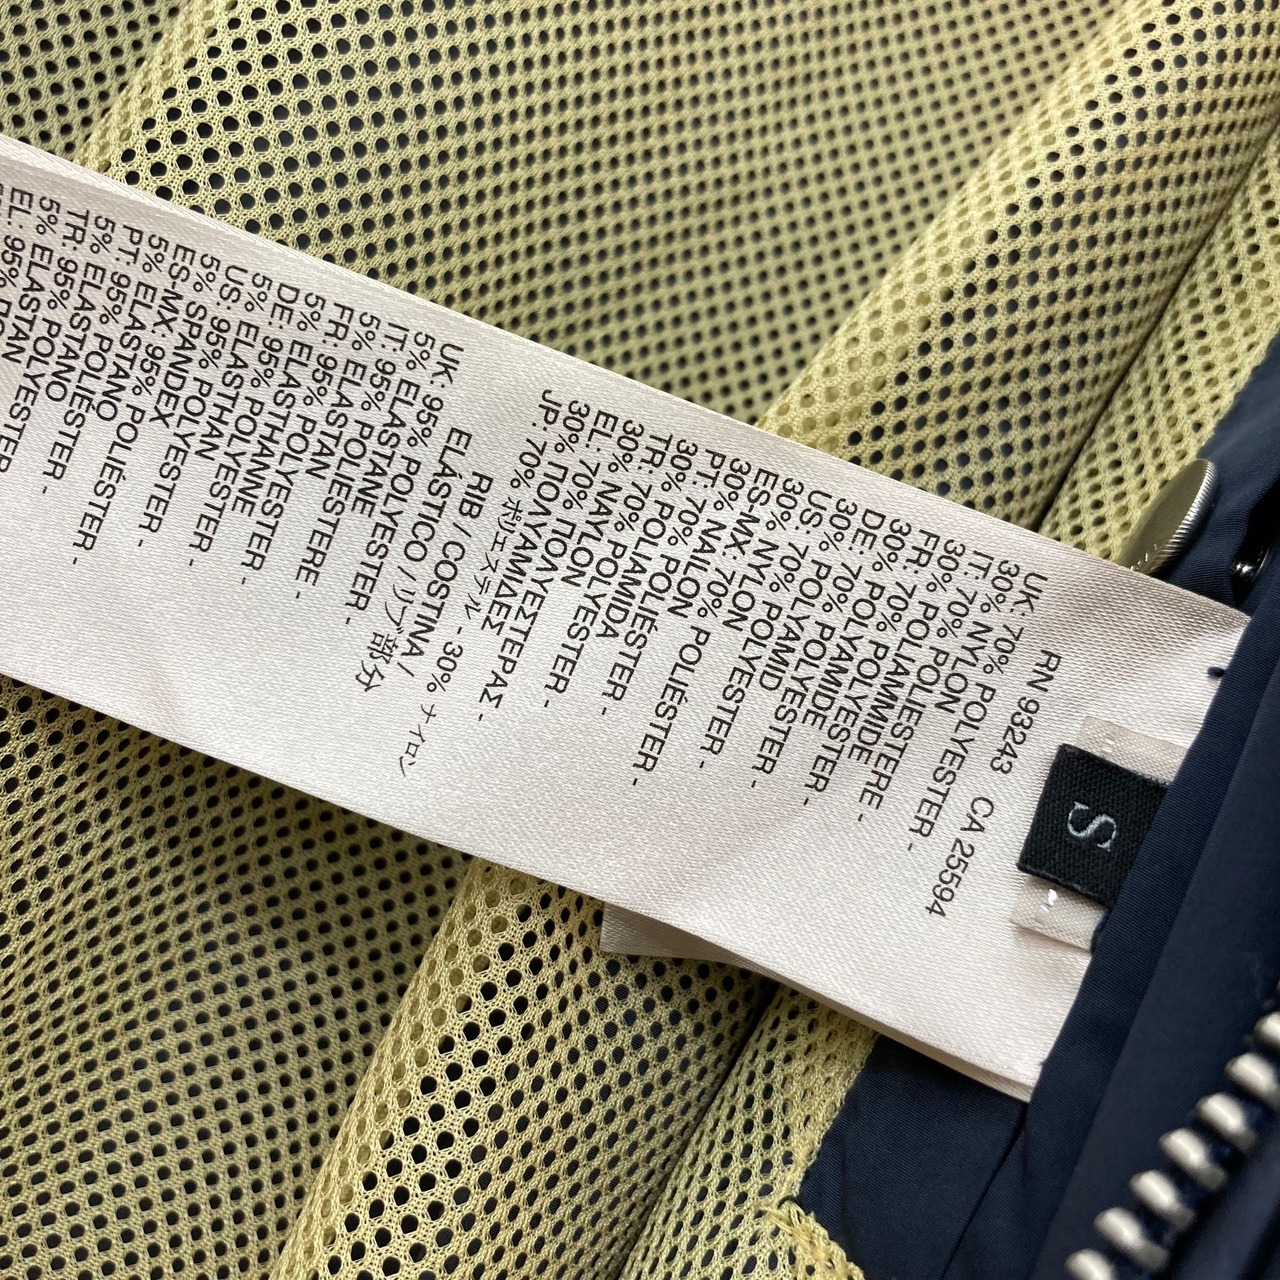 RN 93243 CA 25594
UK: 70% POLYESTER -
30% NYLON
IT: 70% POLIESTERE -
30% NYLON
FR: 70% POLYESTER -
30% POLIAMMIDE
DE: 70% POLYESTER -
30% POLYAMIDE
US: 70% POLYESTER -
30% POLYAMID
ES-MX: 70% POLIÉSTER -
30% NYLON
PT: 70% POLIÉSTER -
30% NAILON
TR: 70% POLYESTER -
30% POLIAMIDA
EL: 70% ΠΟΛΥΕΣΤΕΡΑΣ -
30% NAYLON
JP: 70% ポリエステル - 30% ナイロン
30% ΠΟΛΥΑΜΙΔΕΣ
RIB / COSTINA /
ELÁSTICO / リブ部分
UK: 95% POLYESTER -
5% ELASTANE
IT: 95% POLIESTERE -
5% ELASTAN
FR: 95% POLYESTER -
5% ELASTHANNE
DE: 95% POLYESTER -
5% ELASTHAN
US: 95% POLYESTER -
5% SPANDEX
ES-MX: 95% POLIÉSTER -
5% ELASTANO
PT: 95% POLIÉSTER -
5% ELASTANO
TR: 95% POLYESTER
5% ELASTAN
EL: 95%
S